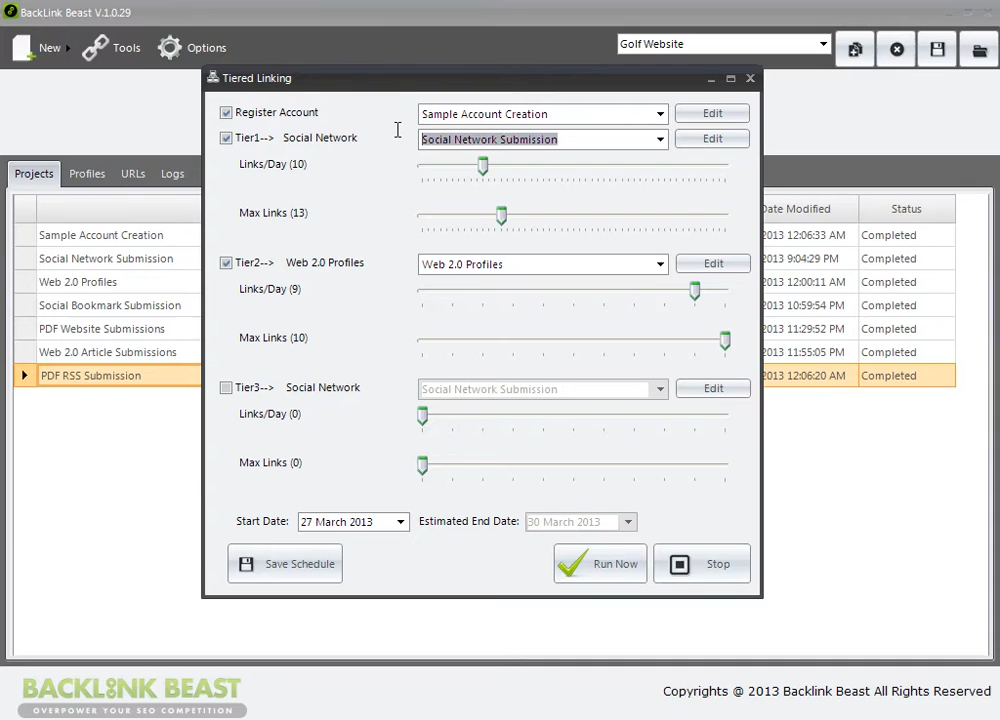 BackLink Beast V.1.0.29
New Tools Options Golf Website
Tiered Linking
Register Account Sample Account Creation Edit
Tier1--> Social Network Social Network Submission Edit
Links/Day (10)
Max Links (13)
Tier2--> Web 2.0 Profiles Web 2.0 Profiles Edit
Links/Day (9)
Max Links (10)
Tier3--> Social Network Social Network Submission Edit
Links/Day (0)
Max Links (0)
Start Date: 27 March 2013 Estimated End Date: 30 March 2013
Save Schedule Run Now Stop
Projects Profiles URLs Logs
Date Modified Status
Sample Account Creation 2013 12:06:33 AM Completed
Social Network Submission 2013 9:04:29 PM Completed
Web 2.0 Profiles 2013 12:00:11 AM Completed
Social Bookmark Submission 2013 10:59:54 PM Completed
PDF Website Submissions 2013 11:29:52 PM Completed
Web 2.0 Article Submissions 2013 11:55:05 PM Completed
PDF RSS Submission 2013 12:06:20 AM Completed
BACKLINK BEAST
OVERPOWER YOUR SEO COMPETITION
Copyrights @ 2013 Backlink Beast All Rights Reserved